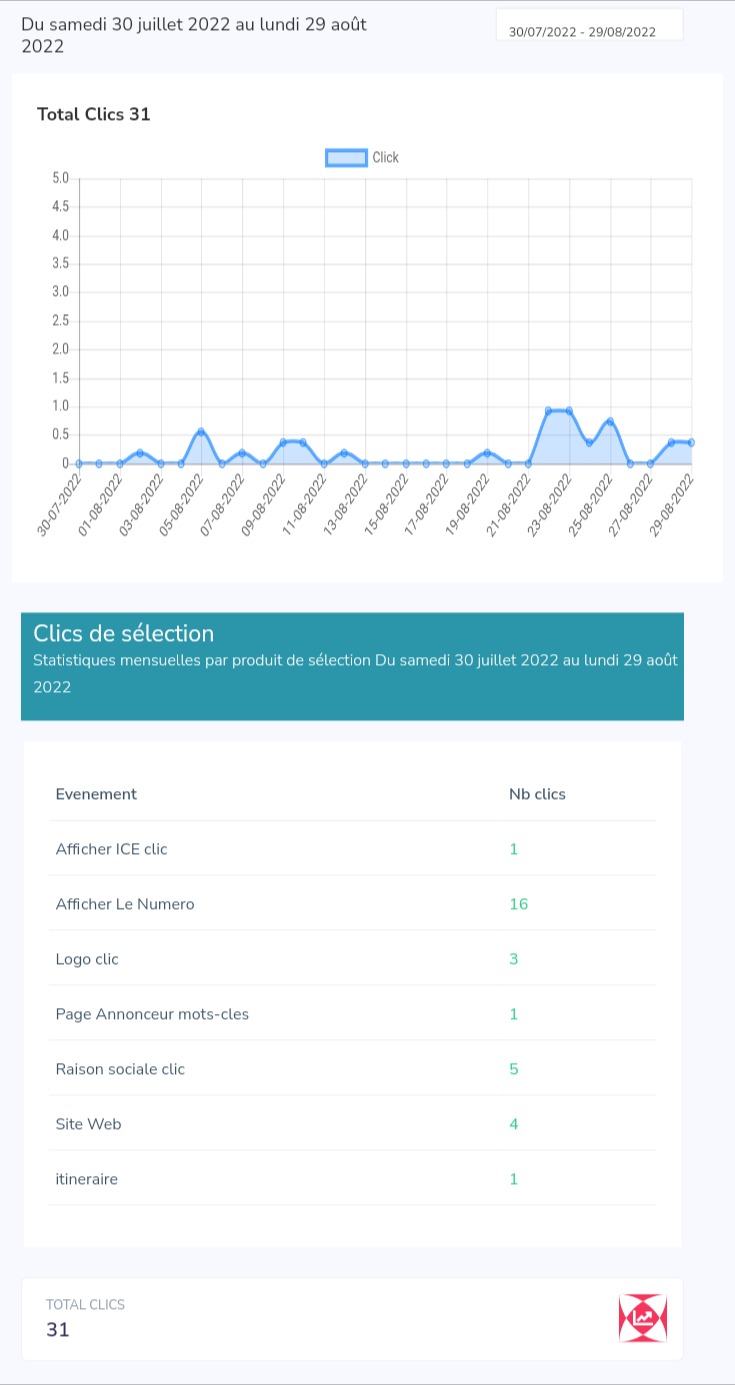 Du samedi 30 juillet 2022 au lundi 29 août
2022
30/07/2022 - 29/08/2022
Total Clics 31
Click
5.0
4.5
4.0
3.5
3.0
2.5
2.0
1.5
1.0
0.5
0
30-07-2022
01-08-2022
03-08-2022
05-08-2022
07-08-2022
09-08-2022
11-08-2022
13-08-2022
15-08-2022
17-08-2022
19-08-2022
21-08-2022
23-08-2022
25-08-2022
27-08-2022
29-08-2022
Clics de sélection
Statistiques mensuelles par produit de sélection Du samedi 30 juillet 2022 au lundi 29 août
2022
Evenement Nb clics
Afficher ICE clic 1
Afficher Le Numero 16
Logo clic 3
Page Annonceur mots-cles 1
Raison sociale clic 5
Site Web 4
itineraire 1
TOTAL CLICS
31